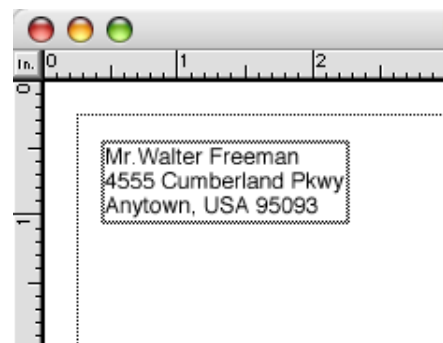 In. 0 1 2
0
Mr.Walter Freeman
4555 Cumberland Pkwy
Anytown, USA 95093
1